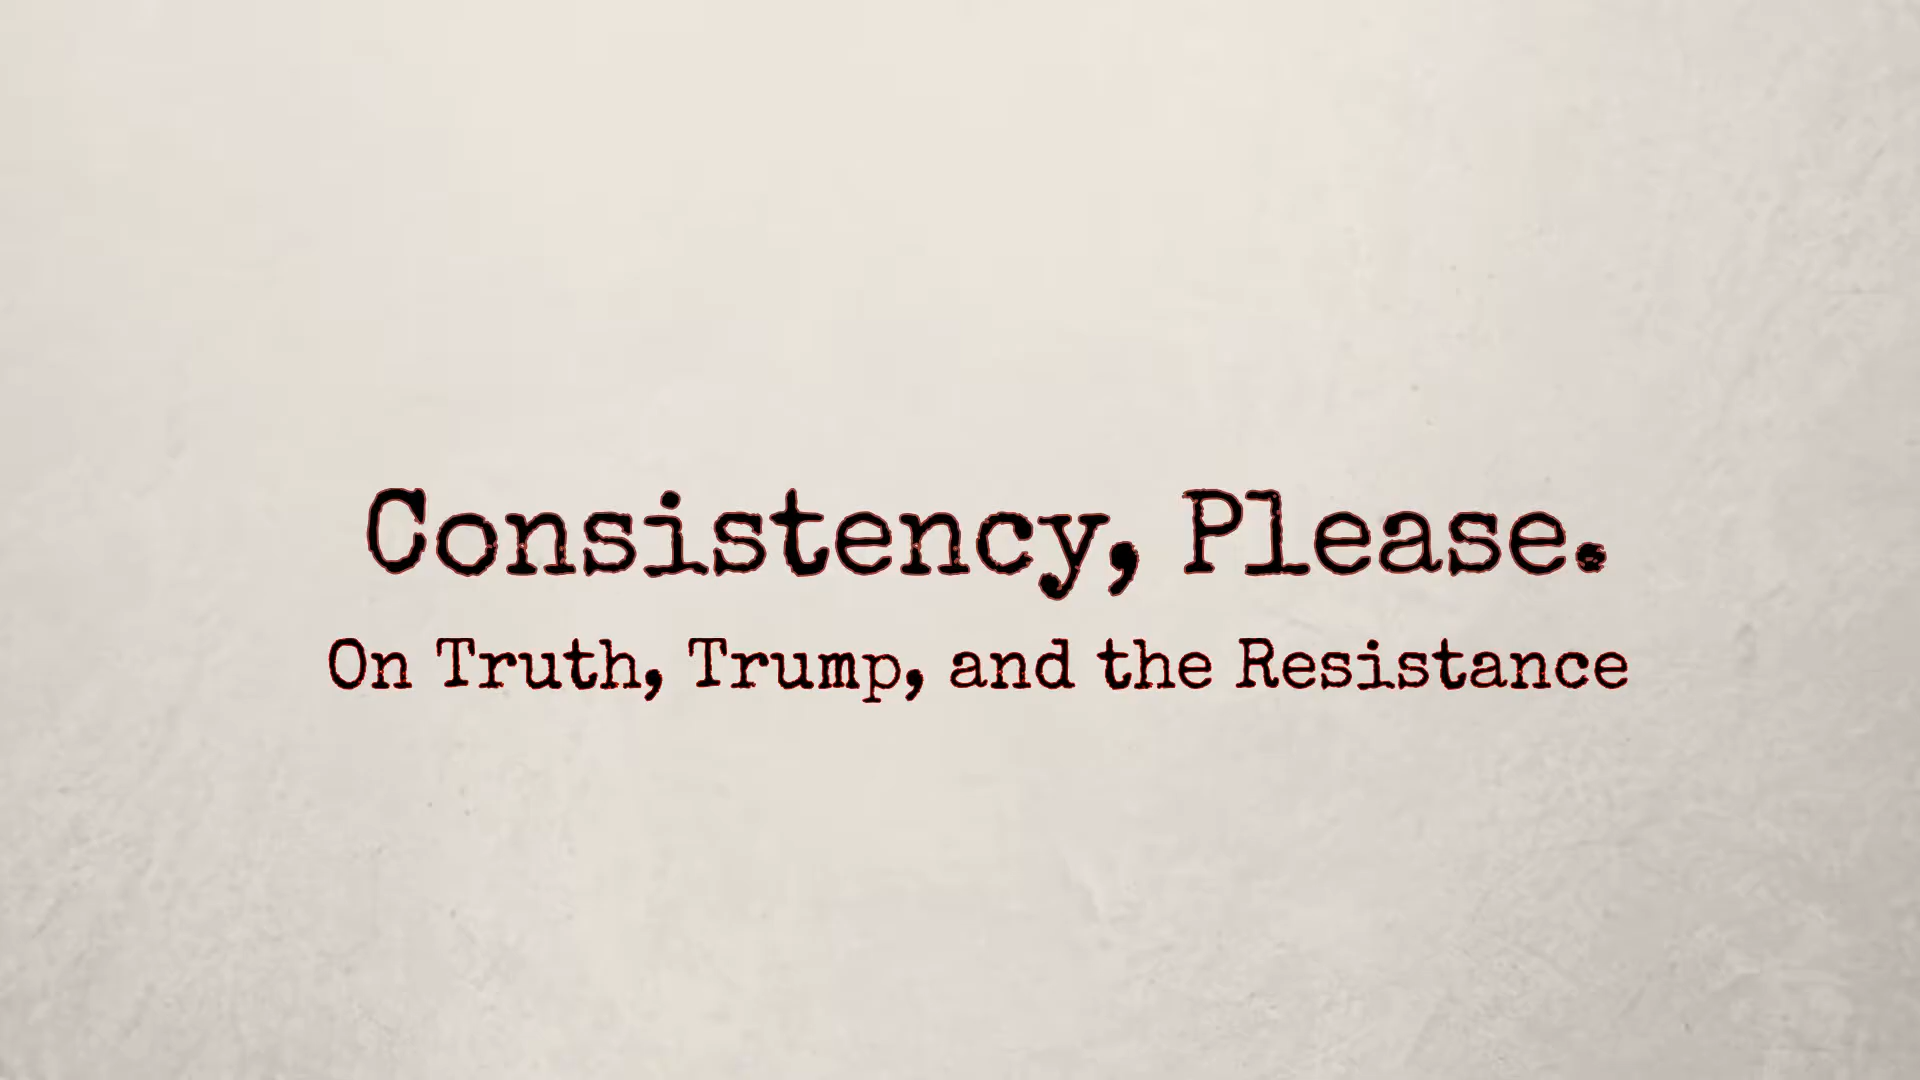 Consistency, Please.
On Truth, Trump, and the Resistance